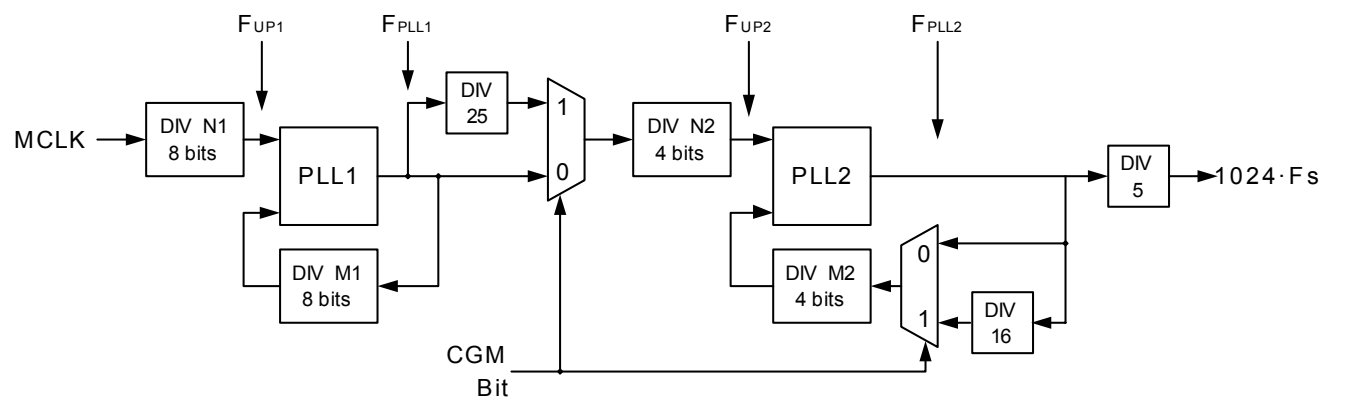 FUP1
FPLL1
FUP2
FPLL2
MCLK
DIV N1
8 bits
PLL1
DIV
25
1
0
DIV N2
4 bits
PLL2
DIV
5
1024·Fs
DIV M1
8 bits
DIV M2
4 bits
0
1
DIV
16
CGM
Bit